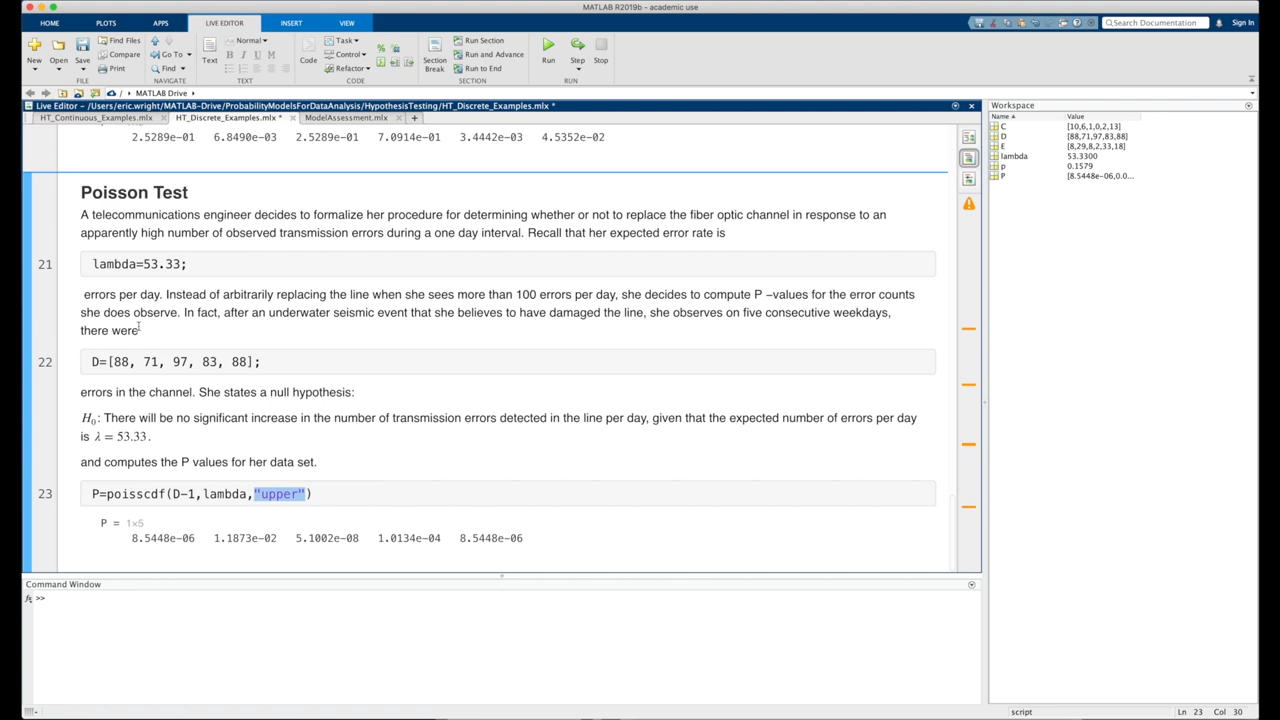 MATLAB R2019b - academic use
HOME PLOTS APPS LIVE EDITOR INSERT VIEW Search Documentation Sign In
New Open Save Find Files Compare Print Go To Find Text Normal B I U M Code Task Control Refactor Section Break Run Section Run and Advance Run to End Run Step Stop
FILE NAVIGATE TEXT CODE SECTION RUN
/ › MATLAB Drive ›
Live Editor - /Users/eric.wright/MATLAB-Drive/ProbabilityModelsForDataAnalysis/HypothesisTesting/HT_Discrete_Examples.mlx *
HT_Continuous_Examples.mlx × HT_Discrete_Examples.mlx * × ModelAssessment.mlx × +
2.5289e-01 6.8490e-03 2.5289e-01 7.0914e-01 3.4442e-03 4.5352e-02
Poisson Test
A telecommunications engineer decides to formalize her procedure for determining whether or not to replace the fiber optic channel in response to an
apparently high number of observed transmission errors during a one day interval. Recall that her expected error rate is
21 lambda=53.33;
errors per day. Instead of arbitrarily replacing the line when she sees more than 100 errors per day, she decides to compute P –values for the error counts
she does observe. In fact, after an underwater seismic event that she believes to have damaged the line, she observes on five consecutive weekdays,
there were
22 D=[88, 71, 97, 83, 88];
errors in the channel. She states a null hypothesis:
H0: There will be no significant increase in the number of transmission errors detected in the line per day, given that the expected number of errors per day
is λ = 53.33.
and computes the P values for her data set.
23 P=poisscdf(D-1,lambda,"upper")
P = 1×5
8.5448e-06 1.1873e-02 5.1002e-08 1.0134e-04 8.5448e-06
Command Window
fx >>
Workspace
Name Value
C [10,6,1,0,2,13]
D [88,71,97,83,88]
E [8,29,8,2,33,18]
lambda 53.3300
p 0.1579
P [8.5448e-06,0.0...
script Ln 23 Col 30